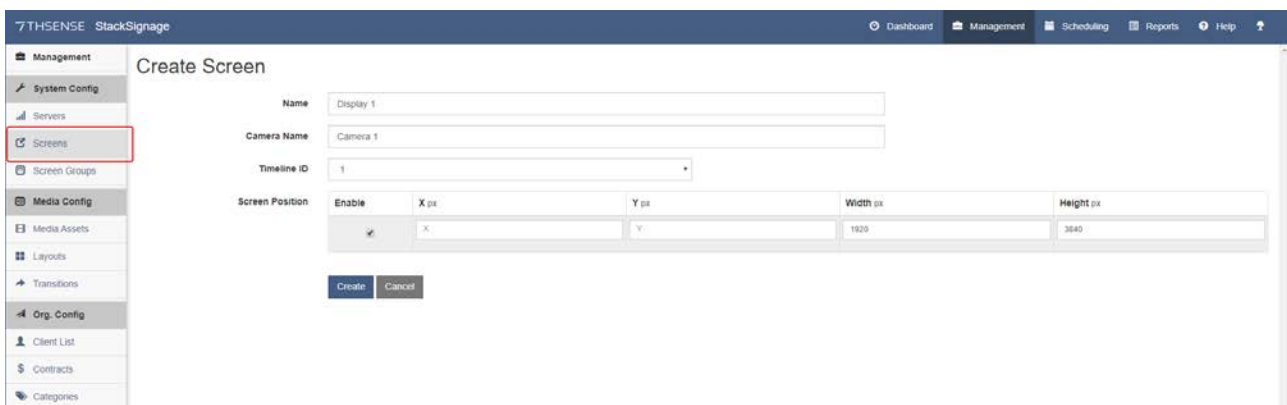 7THSENSE StackSignage
Dashboard Management Scheduling Reports Help
Management
System Config
Servers
Screens
Screen Groups
Media Config
Media Assets
Layouts
Transitions
Org. Config
Client List
Contracts
Categories
Create Screen
Name Display 1
Camera Name Camera 1
Timeline ID 1
Screen Position Enable X px Y px Width px Height px
X Y 1920 3840
Create Cancel